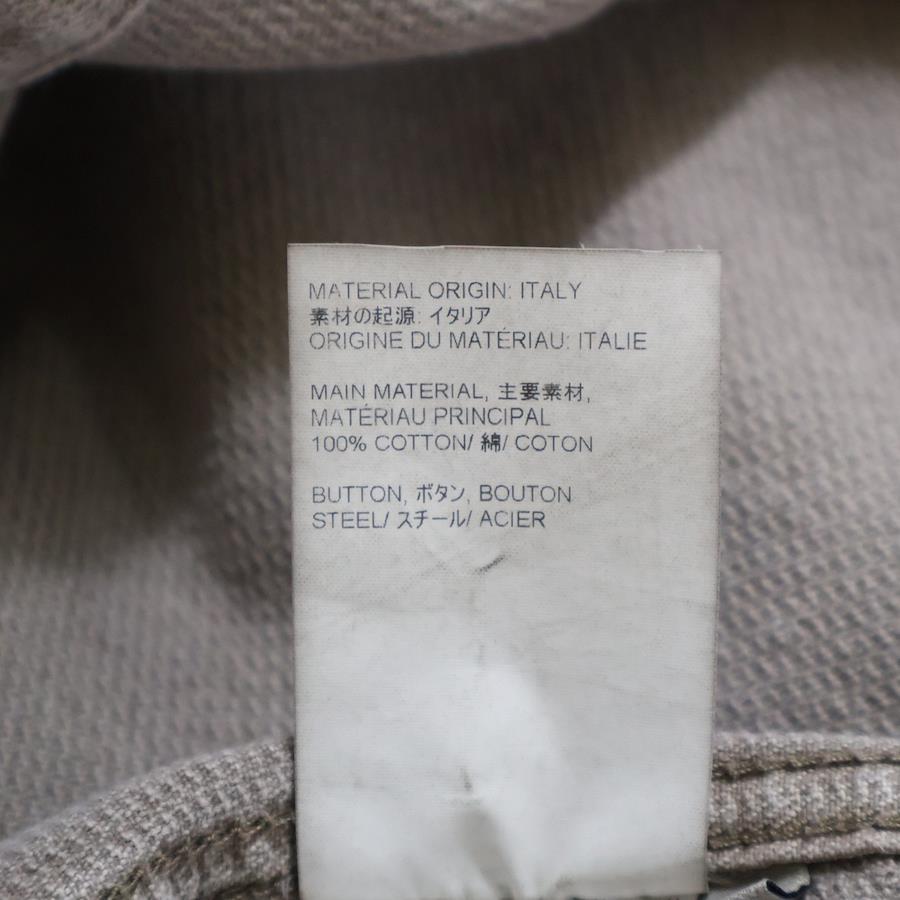 MATERIAL ORIGIN: ITALY
素材の起源: イタリア
ORIGINE DU MATÉRIAU: ITALIE
MAIN MATERIAL, 主要素材,
MATÉRIAU PRINCIPAL
100% COTTON/ 綿/ COTON
BUTTON, ボタン, BOUTON
STEEL/ スチール/ ACIER